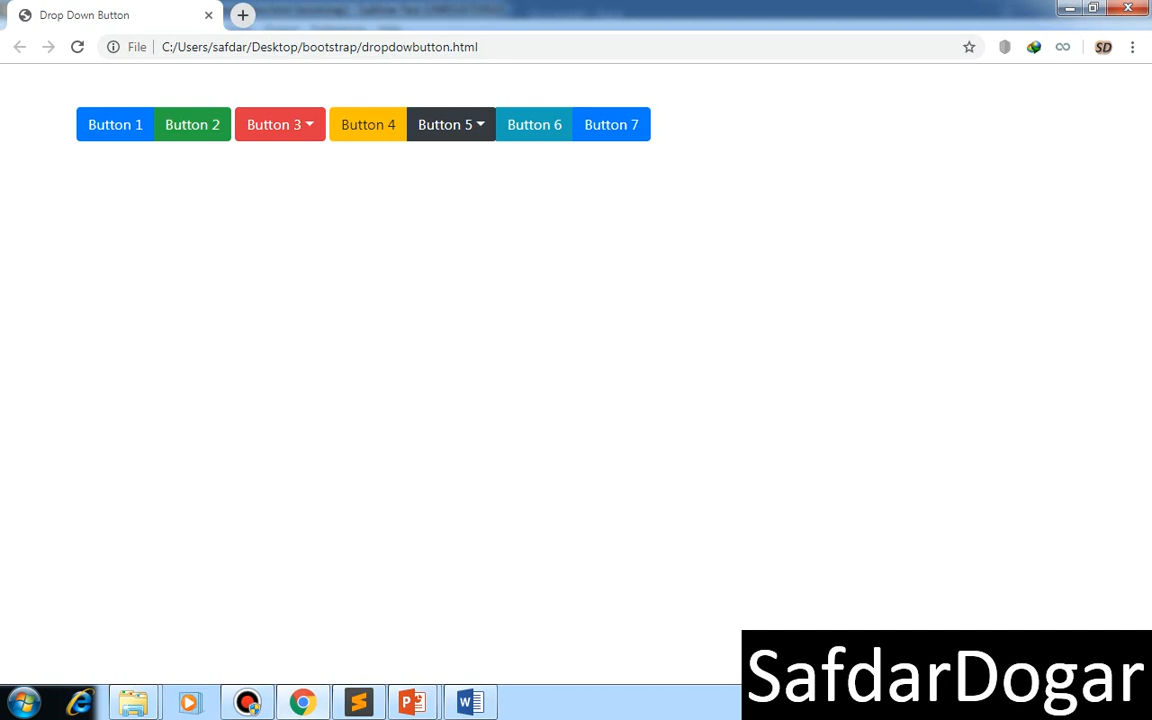 Drop Down Button
File C:/Users/safdar/Desktop/bootstrap/dropdowbutton.html SD
Button 1 Button 2 Button 3 Button 4 Button 5 Button 6 Button 7
SafdarDogar